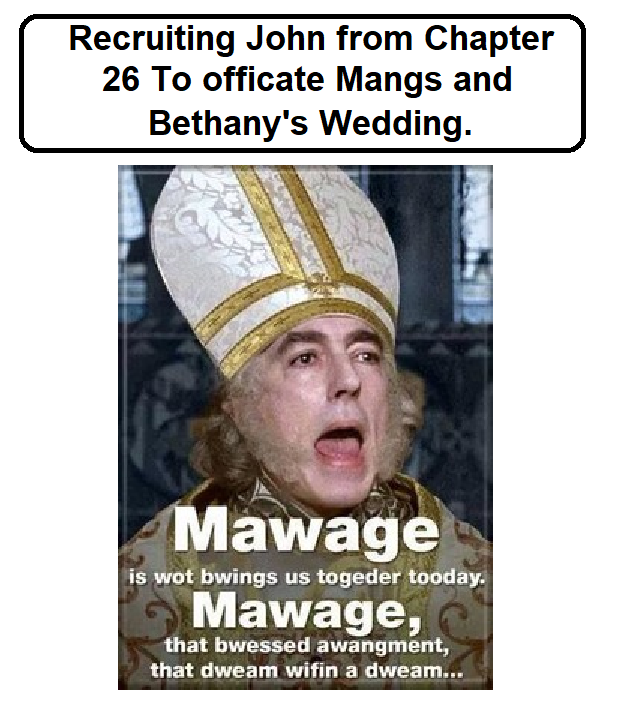 Recruiting John from Chapter
26 To officate Mangs and
Bethany's Wedding.
Mawage
is wot bwings us togeder tooday.
Mawage,
that bwessed awangment,
that dweam wifin a dweam...